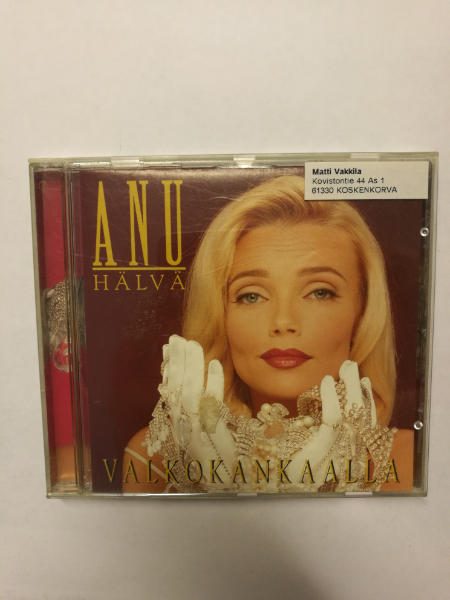 ANU
HÄLVÄ
Matti Vakkila
Kovistontie 44 As 1
61330 KOSKENKORVA
VALKOKANKAALLA